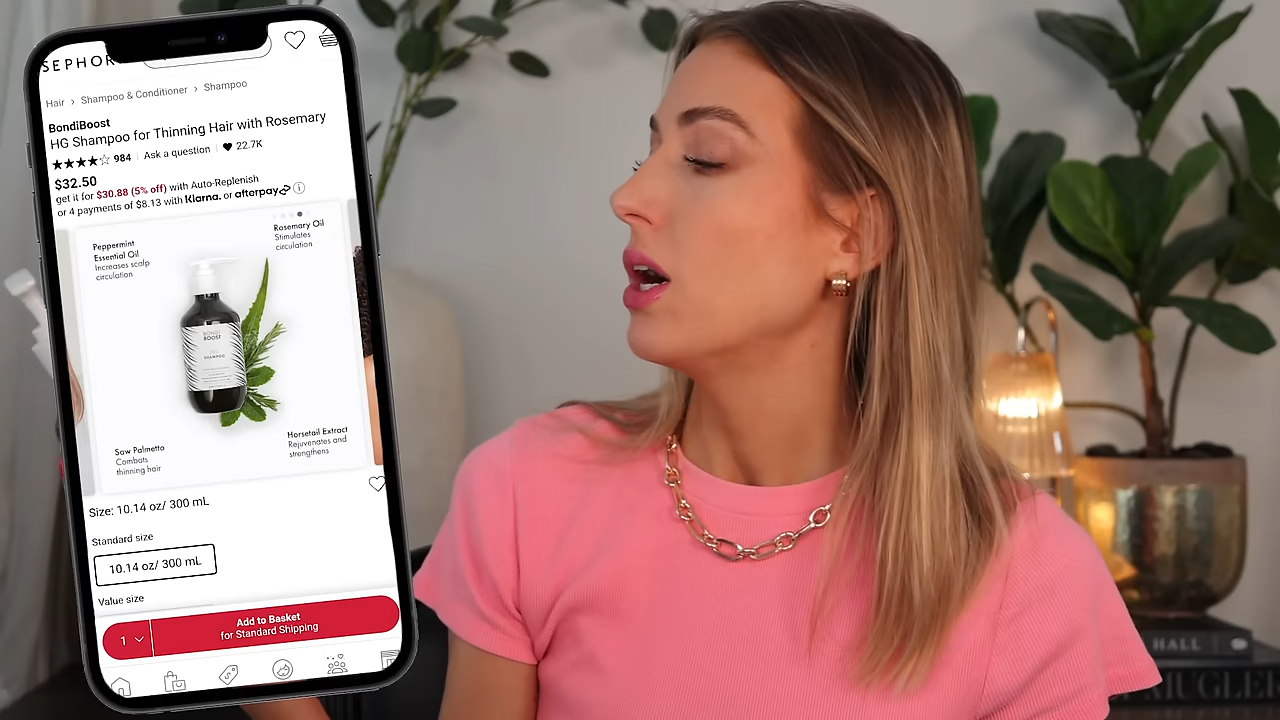 SEPHOR
Hair > Shampoo & Conditioner > Shampoo
BondiBoost
HG Shampoo for Thinning Hair with Rosemary
984 | Ask a question | 22.7K
$32.50
get it for $30.88 (5% off) with Auto-Replenish
or 4 payments of $8.13 with Klarna. or afterpay
Peppermint
Essential Oil
Increases scalp
circulation
Rosemary Oil
Stimulates
circulation
BONDI
BOOST
SHAMPOO
Saw Palmetto
Combats
thinning hair
Horsetail Extract
Rejuvenates and
strengthens
Size: 10.14 oz/ 300 mL
Standard size
10.14 oz/ 300 mL
Value size
1
Add to Basket
for Standard Shipping
HALL
MUGLER